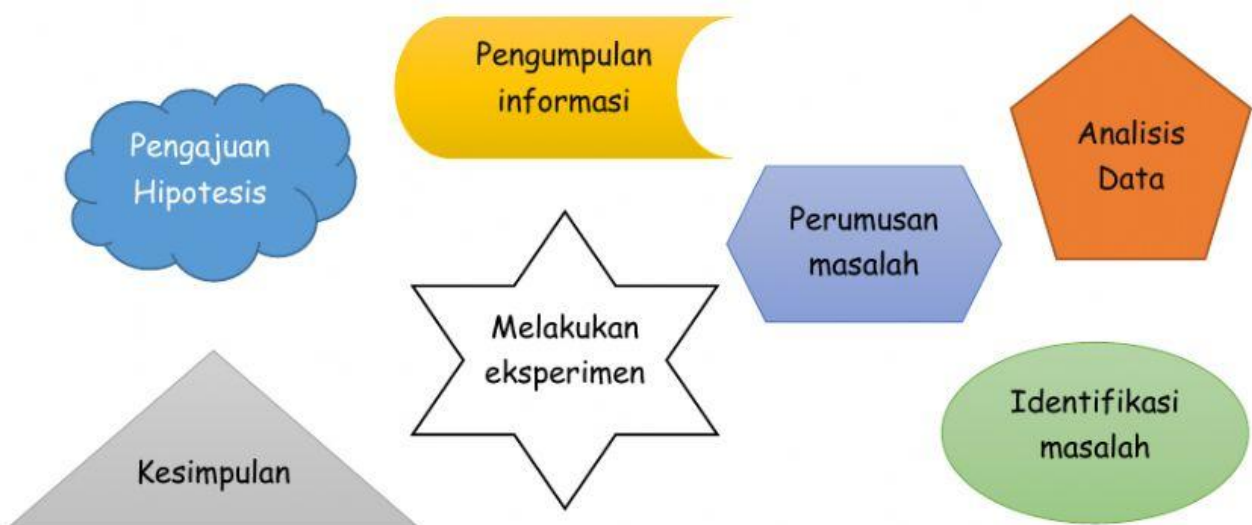 Pengumpulan
informasi
Pengajuan
Hipotesis
Analisis
Data
Perumusan
masalah
Melakukan
eksperimen
Identifikasi
masalah
Kesimpulan